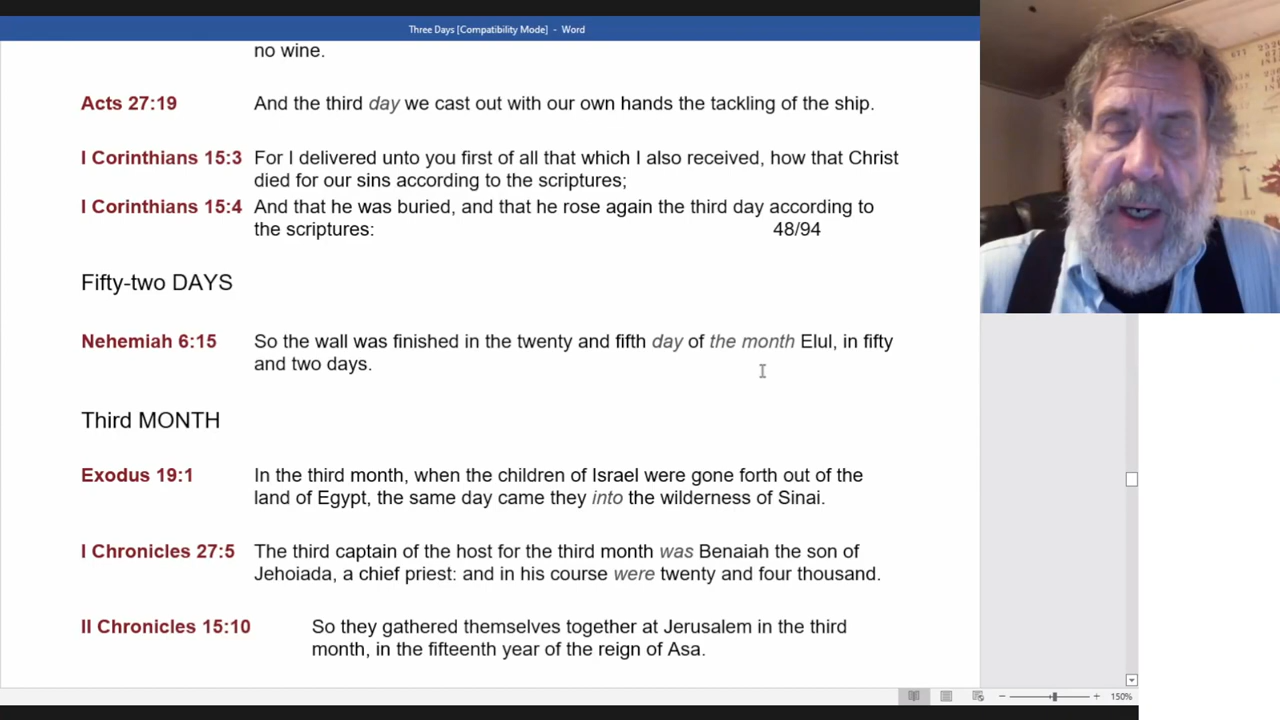 Three Days [Compatibility Mode] - Word
no wine.
Acts 27:19 And the third day we cast out with our own hands the tackling of the ship.
I Corinthians 15:3 For I delivered unto you first of all that which I also received, how that Christ
died for our sins according to the scriptures;
I Corinthians 15:4 And that he was buried, and that he rose again the third day according to
the scriptures: 48/94
Fifty-two DAYS
Nehemiah 6:15 So the wall was finished in the twenty and fifth day of the month Elul, in fifty
and two days.
Third MONTH
Exodus 19:1 In the third month, when the children of Israel were gone forth out of the
land of Egypt, the same day came they into the wilderness of Sinai.
I Chronicles 27:5 The third captain of the host for the third month was Benaiah the son of
Jehoiada, a chief priest: and in his course were twenty and four thousand.
II Chronicles 15:10 So they gathered themselves together at Jerusalem in the third
month, in the fifteenth year of the reign of Asa.
150%